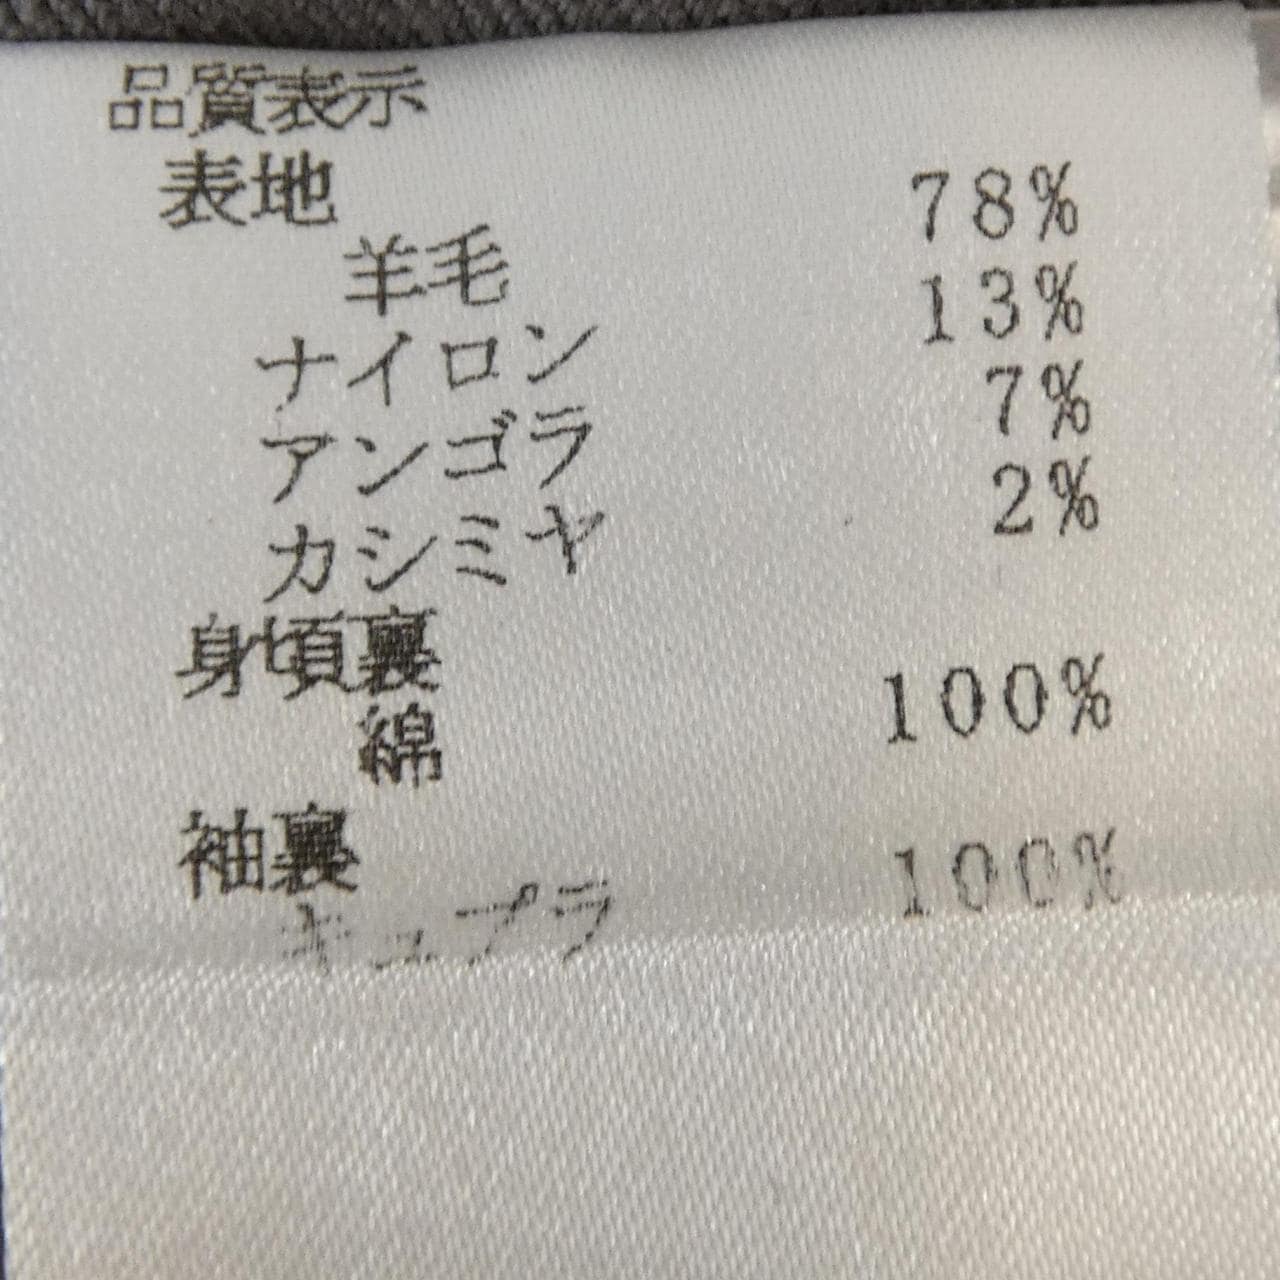 品質表示
表地
羊毛 78%
ナイロン 13%
アンゴラ 7%
カシミヤ 2%
身頃裏
綿 100%
袖裏
キュプラ 100%